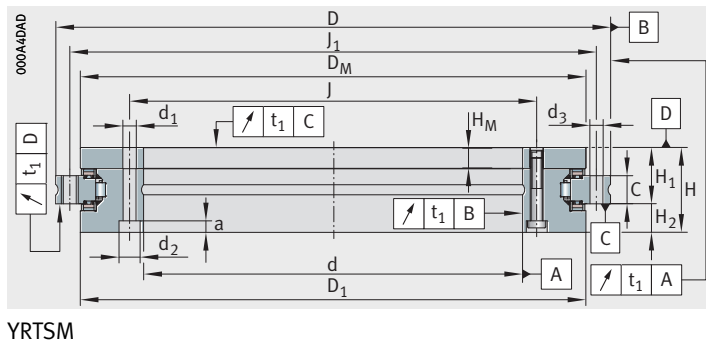 000A4DAD
D
B
J1
DM
J
d1
t1 C
HM
d3
D
t1 D
C
H1
H
H2
a
t1 B
C
d2
d
A
t1 A
D1
YRTSM